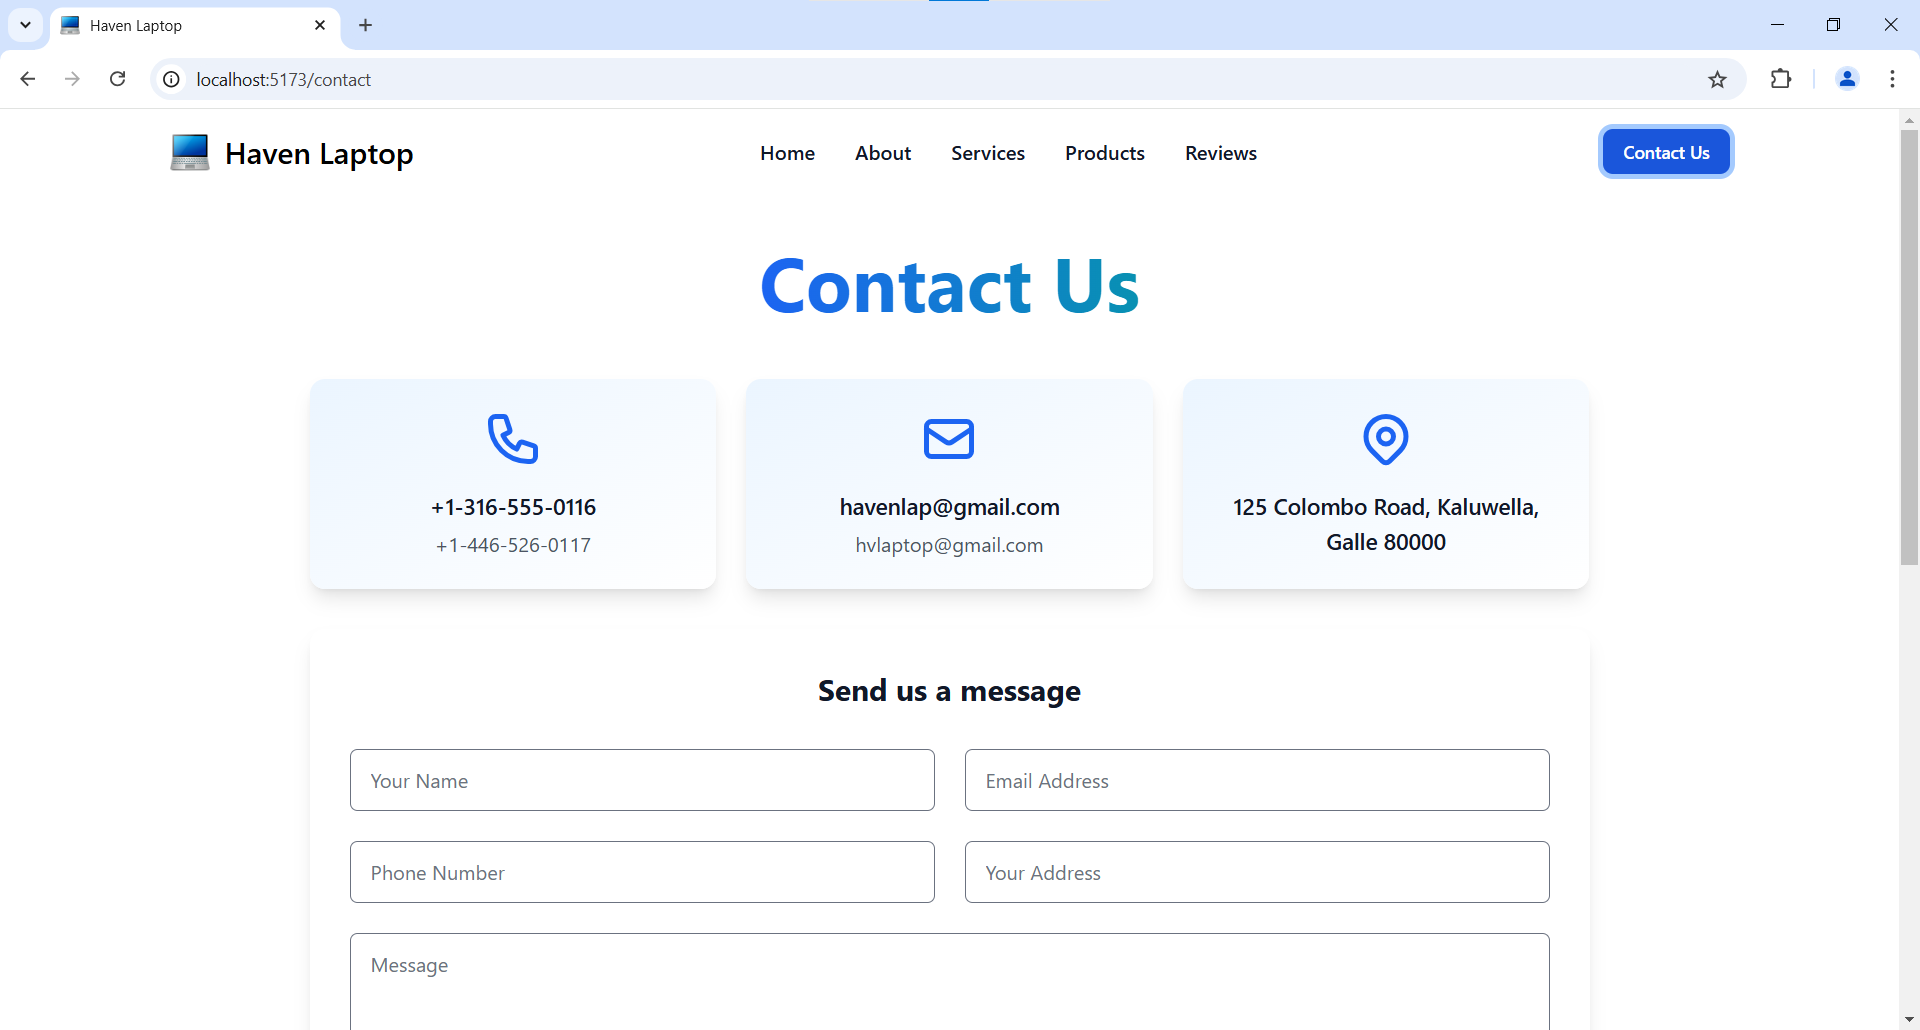 Haven Laptop
localhost:5173/contact
Haven Laptop
Home
About
Services
Products
Reviews
Contact Us
Contact Us
+1-316-555-0116
+1-446-526-0117
havenlap@gmail.com
hvlaptop@gmail.com
125 Colombo Road, Kaluwella,
Galle 80000
Send us a message
Your Name
Email Address
Phone Number
Your Address
Message